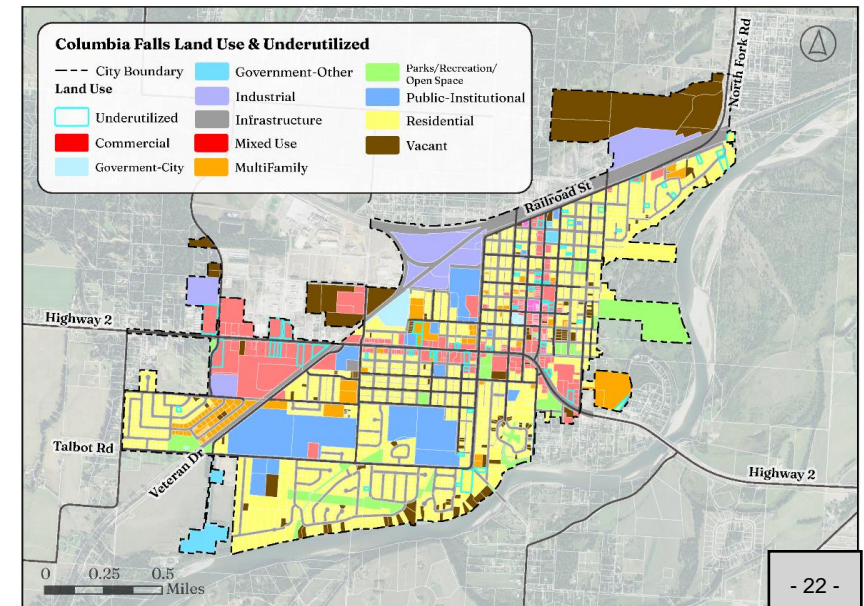 Columbia Falls Land Use & Underutilized
City Boundary
Land Use
Underutilized
Commercial
Goverment-City
Government-Other
Industrial
Infrastructure
Mixed Use
MultiFamily
Parks/Recreation/
Open Space
Public-Institutional
Residential
Vacant
North Fork Rd
Railroad St
Highway 2
Talbot Rd
Veteran Dr
Highway 2
0 0.25 0.5
Miles
- 22 -